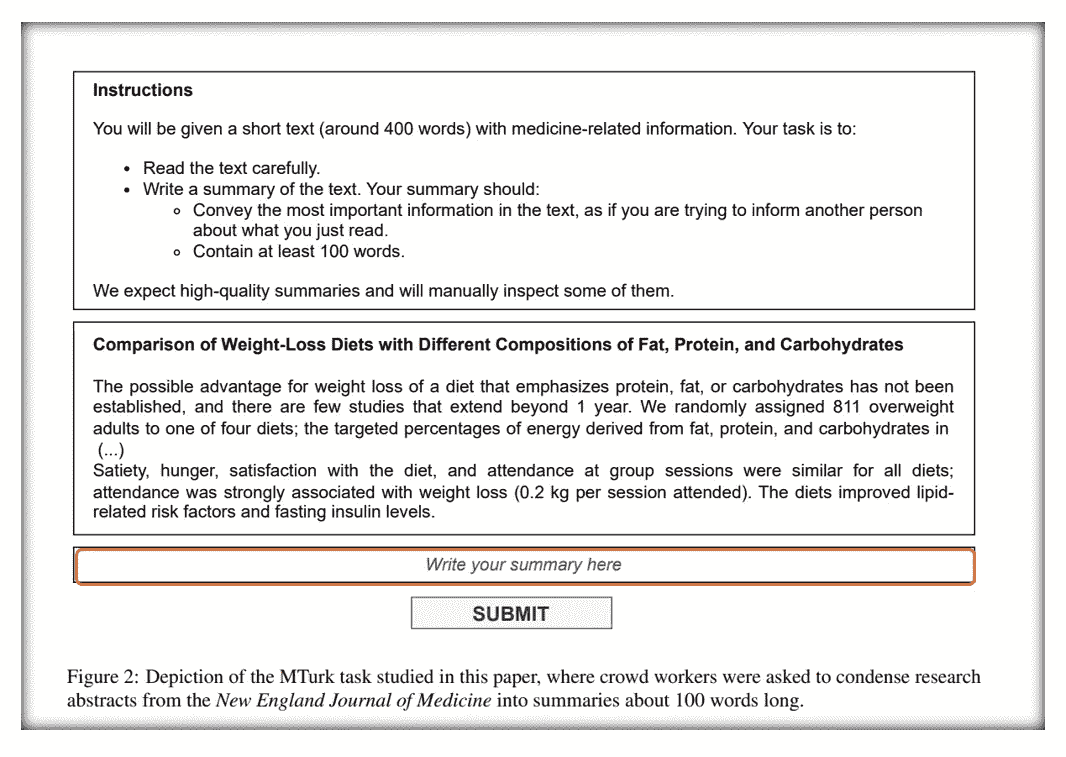 Instructions
You will be given a short text (around 400 words) with medicine-related information. Your task is to:
• Read the text carefully.
• Write a summary of the text. Your summary should:
◦ Convey the most important information in the text, as if you are trying to inform another person
about what you just read.
◦ Contain at least 100 words.
We expect high-quality summaries and will manually inspect some of them.
Comparison of Weight-Loss Diets with Different Compositions of Fat, Protein, and Carbohydrates
The possible advantage for weight loss of a diet that emphasizes protein, fat, or carbohydrates has not been
established, and there are few studies that extend beyond 1 year. We randomly assigned 811 overweight
adults to one of four diets; the targeted percentages of energy derived from fat, protein, and carbohydrates in
(...)
Satiety, hunger, satisfaction with the diet, and attendance at group sessions were similar for all diets;
attendance was strongly associated with weight loss (0.2 kg per session attended). The diets improved lipid-
related risk factors and fasting insulin levels.
Write your summary here
SUBMIT
Figure 2: Depiction of the MTurk task studied in this paper, where crowd workers were asked to condense research
abstracts from the New England Journal of Medicine into summaries about 100 words long.